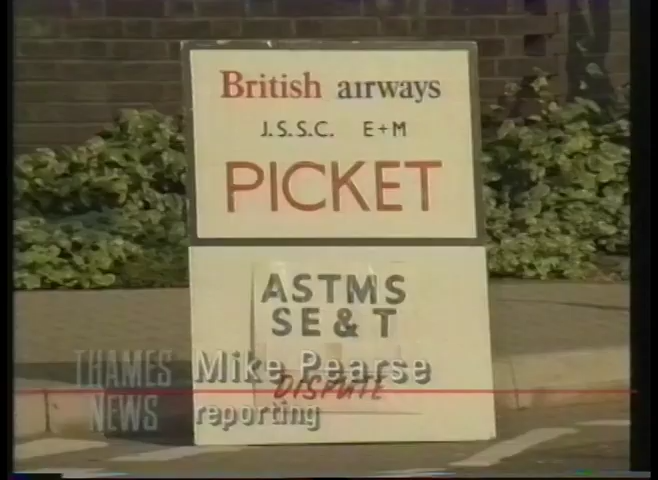 British airways
J.S.S.C. E+M
PICKET
ASTMS
SE & T
DISPUTE
THAMES NEWS
Mike Pearse
reporting